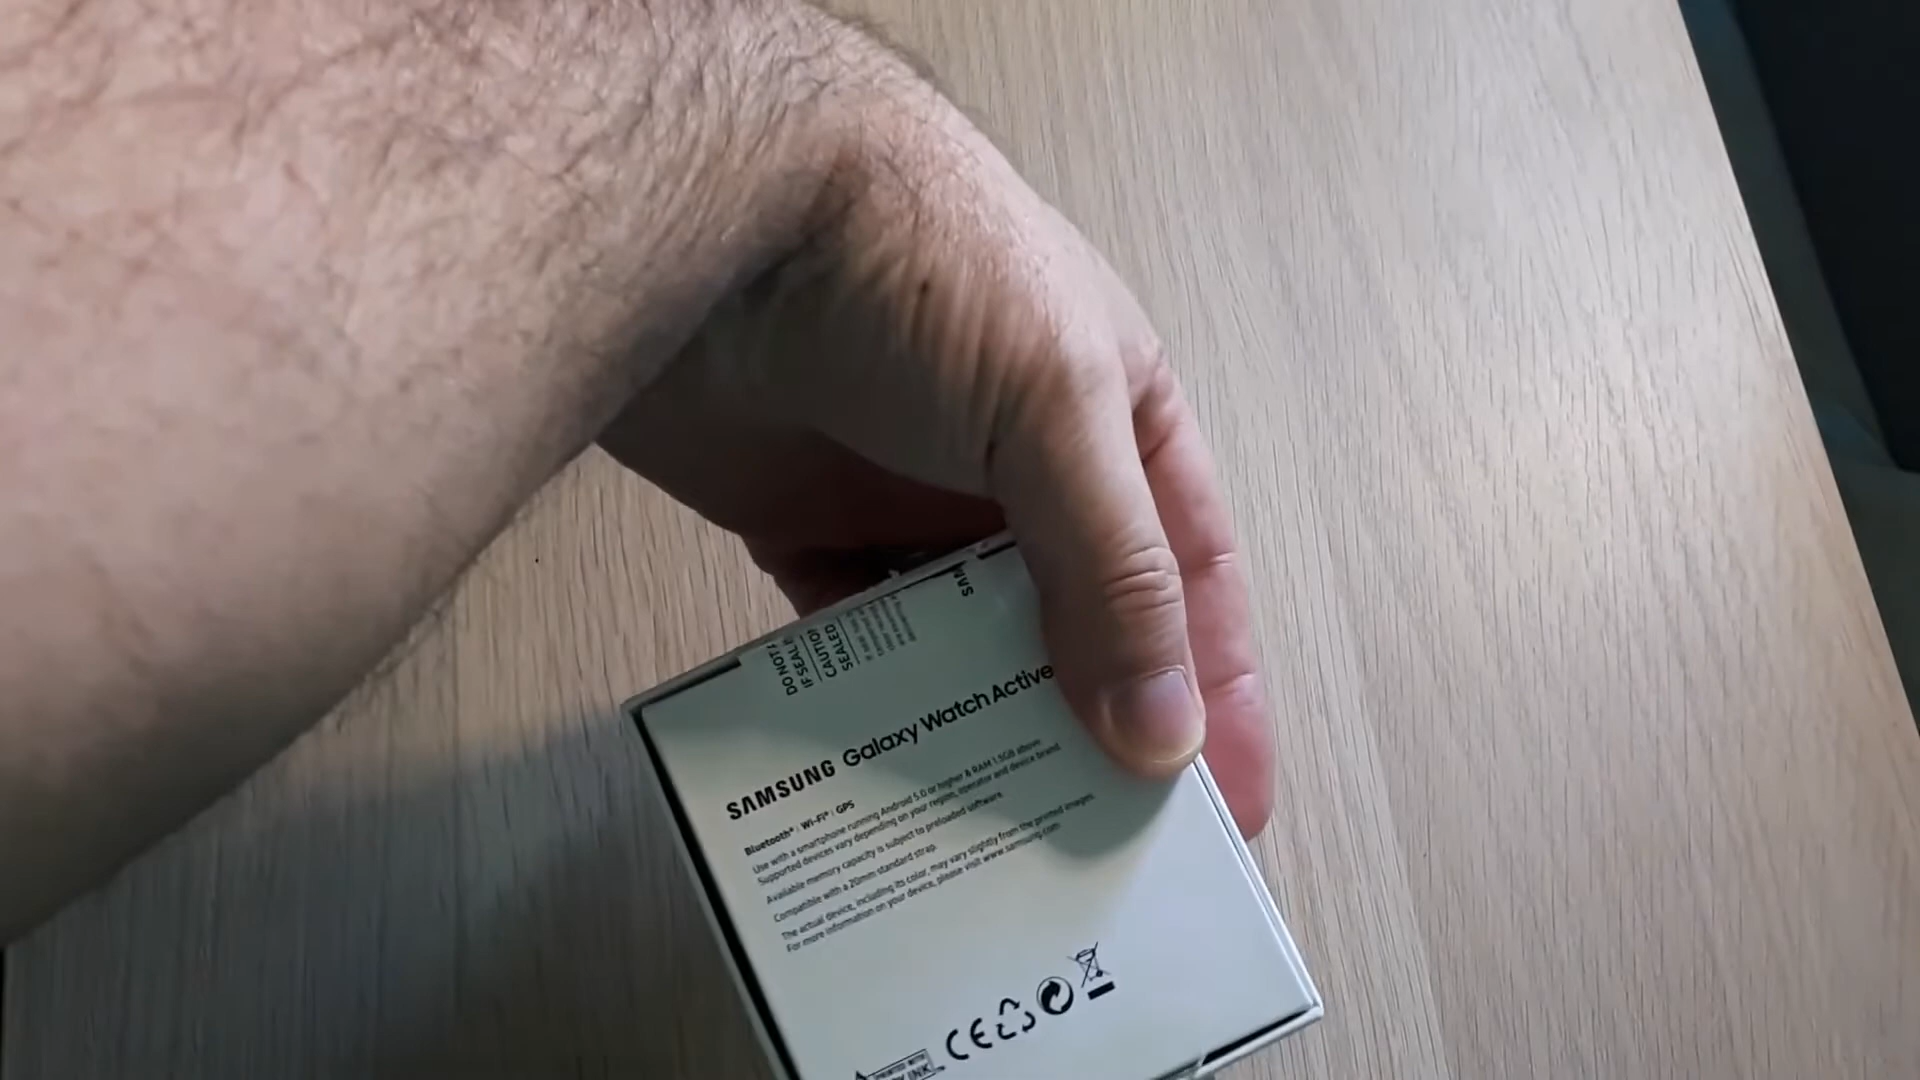 SAM
DO NOT A
IF SEAL
CAUTION
SEALED
SAMSUNG Galaxy Watch Active
Bluetooth® | Wi-Fi® | GPS
Use with a smartphone running Android 5.0 or higher & RAM 1.5GB above
Supported devices vary depending on your region, operator and device brand.
Available memory capacity is subject to preloaded software.
Compatible with a 20mm standard strap.
The actual device, including its color, may vary slightly from the printed images.
For more information on your device, please visit www.samsung.com
CE
PRINTED WITH
INK